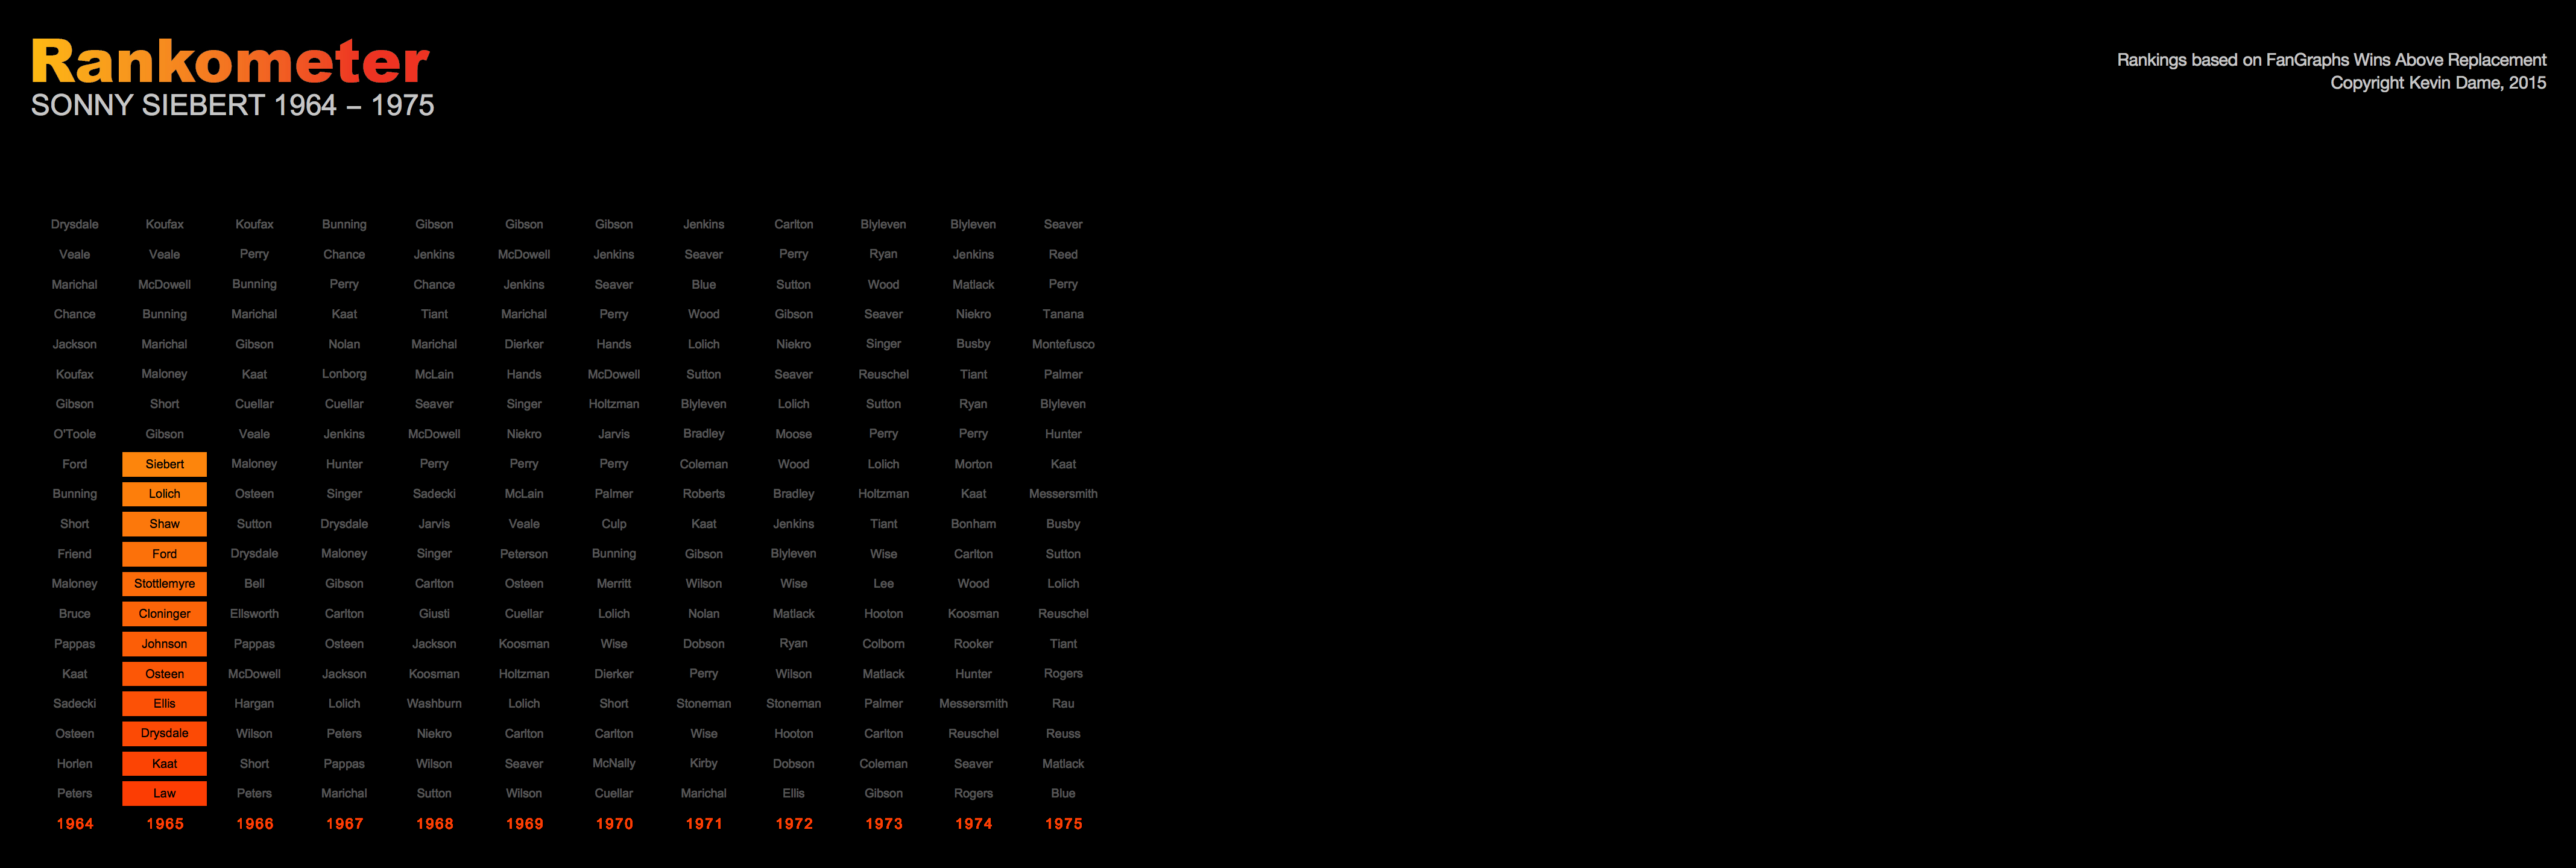 Rankometer
SONNY SIEBERT 1964 – 1975
Rankings based on FanGraphs Wins Above Replacement
Copyright Kevin Dame, 2015
Drysdale Koufax Koufax Bunning Gibson Gibson Gibson Jenkins Carlton Blyleven Blyleven Seaver
Veale Veale Perry Chance Jenkins McDowell Jenkins Seaver Perry Ryan Jenkins Reed
Marichal McDowell Bunning Perry Chance Jenkins Seaver Blue Sutton Wood Matlack Perry
Chance Bunning Marichal Kaat Tiant Marichal Perry Wood Gibson Seaver Niekro Tanana
Jackson Marichal Gibson Nolan Marichal Dierker Hands Lolich Niekro Singer Busby Montefusco
Koufax Maloney Kaat Lonborg McLain Hands McDowell Sutton Seaver Reuschel Tiant Palmer
Gibson Short Cuellar Cuellar Seaver Singer Holtzman Blyleven Lolich Sutton Ryan Blyleven
O'Toole Gibson Veale Jenkins McDowell Niekro Jarvis Bradley Moose Perry Perry Hunter
Ford Siebert Maloney Hunter Perry Perry Perry Coleman Wood Lolich Morton Kaat
Bunning Lolich Osteen Singer Sadecki McLain Palmer Roberts Bradley Holtzman Kaat Messersmith
Short Shaw Sutton Drysdale Jarvis Veale Culp Kaat Jenkins Tiant Bonham Busby
Friend Ford Drysdale Maloney Singer Peterson Bunning Gibson Blyleven Wise Carlton Sutton
Maloney Stottlemyre Bell Gibson Carlton Osteen Merritt Wilson Wise Lee Wood Lolich
Bruce Cloninger Ellsworth Carlton Giusti Cuellar Lolich Nolan Matlack Hooton Koosman Reuschel
Pappas Johnson Pappas Osteen Jackson Koosman Wise Dobson Ryan Colborn Rooker Tiant
Kaat Osteen McDowell Jackson Koosman Holtzman Dierker Perry Wilson Matlack Hunter Rogers
Sadecki Ellis Hargan Lolich Washburn Lolich Short Stoneman Stoneman Palmer Messersmith Rau
Osteen Drysdale Wilson Peters Niekro Carlton Carlton Wise Hooton Carlton Reuschel Reuss
Horlen Kaat Short Pappas Wilson Seaver McNally Kirby Dobson Coleman Seaver Matlack
Peters Law Peters Marichal Sutton Wilson Cuellar Marichal Ellis Gibson Rogers Blue
1964 1965 1966 1967 1968 1969 1970 1971 1972 1973 1974 1975